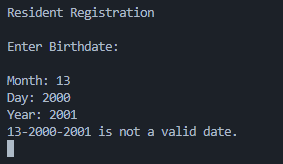 Resident Registration
Enter Birthdate:
Month: 13
Day: 2000
Year: 2001
13-2000-2001 is not a valid date.